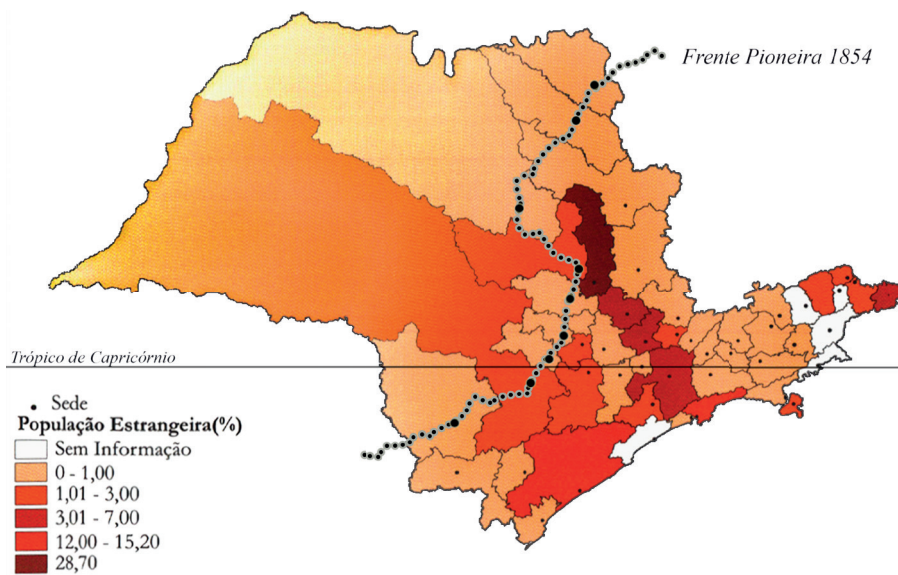 Frente Pioneira 1854
Trópico de Capricórnio
Sede
População Estrangeira(%)
Sem Informação
0 - 1,00
1,01 - 3,00
3,01 - 7,00
12,00 - 15,20
28,70